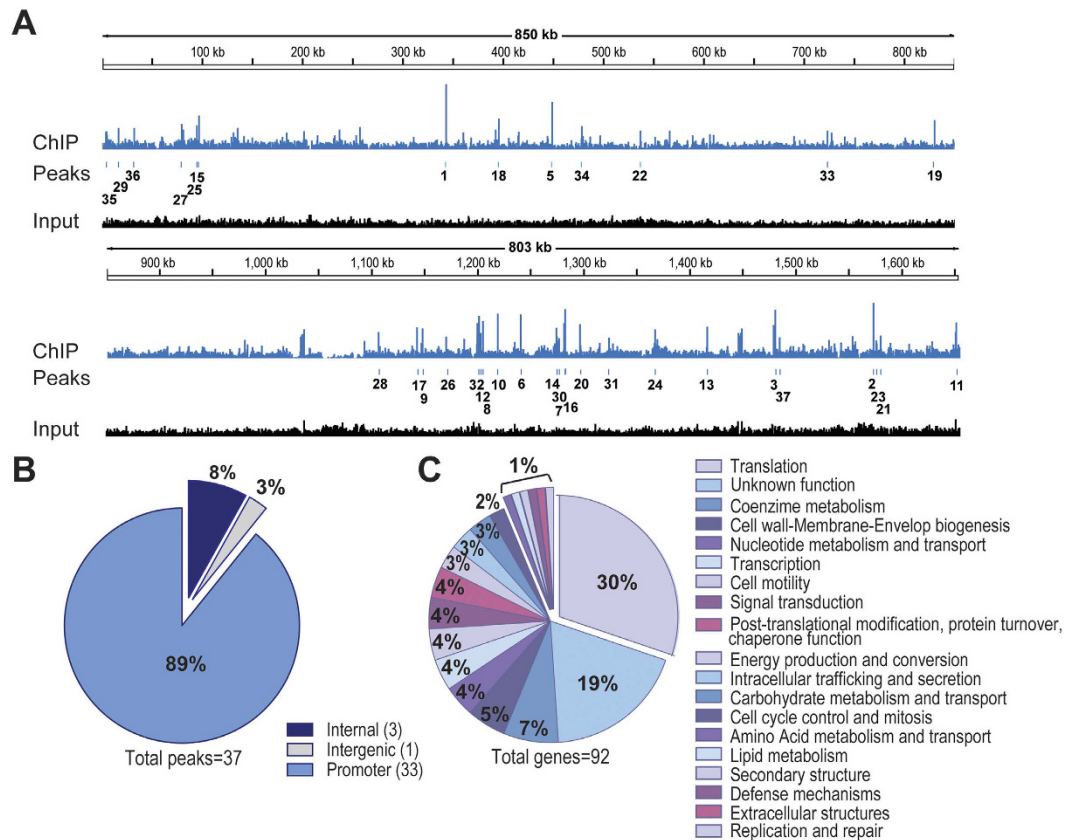 A
850 kb
100 kb 200 kb 300 kb 400 kb 500 kb 600 kb 700 kb 800 kb
ChIP
Peaks
36 15 1 18 5 34 22 33 19
29 25
35 27
Input
803 kb
900 kb 1,000 kb 1,100 kb 1,200 kb 1,300 kb 1,400 kb 1,500 kb 1,600 kb
ChIP
Peaks
28 17 26 32 10 6 14 20 31 24 13 3 2 11
9 12 30 37 23
8 7 16 21
Input
B
8%
3%
89%
Total peaks=37
Internal (3)
Intergenic (1)
Promoter (33)
C
1%
2%
3%
3%
3%
4%
4%
4%
4%
4%
5%
7%
19%
30%
Total genes=92
Translation
Unknown function
Coenzyme metabolism
Cell wall-Membrane-Envelop biogenesis
Nucleotide metabolism and transport
Transcription
Cell motility
Signal transduction
Post-translational modification, protein turnover,
chaperone function
Energy production and conversion
Intracellular trafficking and secretion
Carbohydrate metabolism and transport
Cell cycle control and mitosis
Amino Acid metabolism and transport
Lipid metabolism
Secondary structure
Defense mechanisms
Extracellular structures
Replication and repair